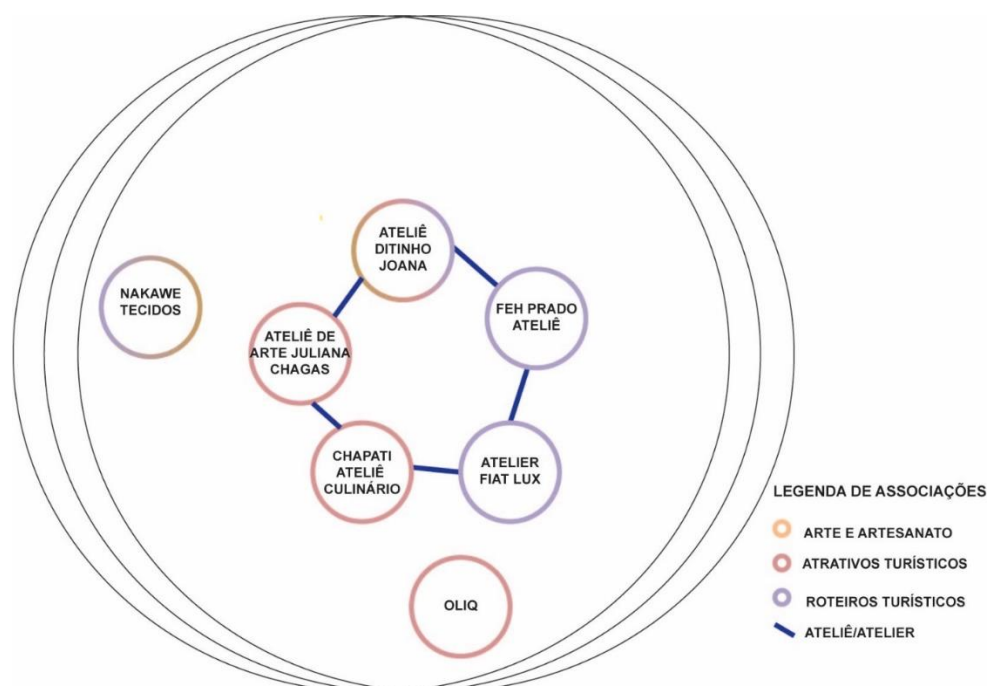 ATELIÊ
DITINHO
JOANA
NAKAWE
TECIDOS
FEH PRADO
ATELIÊ
ATELIÊ DE
ARTE JULIANA
CHAGAS
CHAPATI
ATELIÊ
CULINÁRIO
ATELIER
FIAT LUX
OLIQ
LEGENDA DE ASSOCIAÇÕES
ARTE E ARTESANATO
ATRATIVOS TURÍSTICOS
ROTEIROS TURÍSTICOS
ATELIÊ/ATELIER